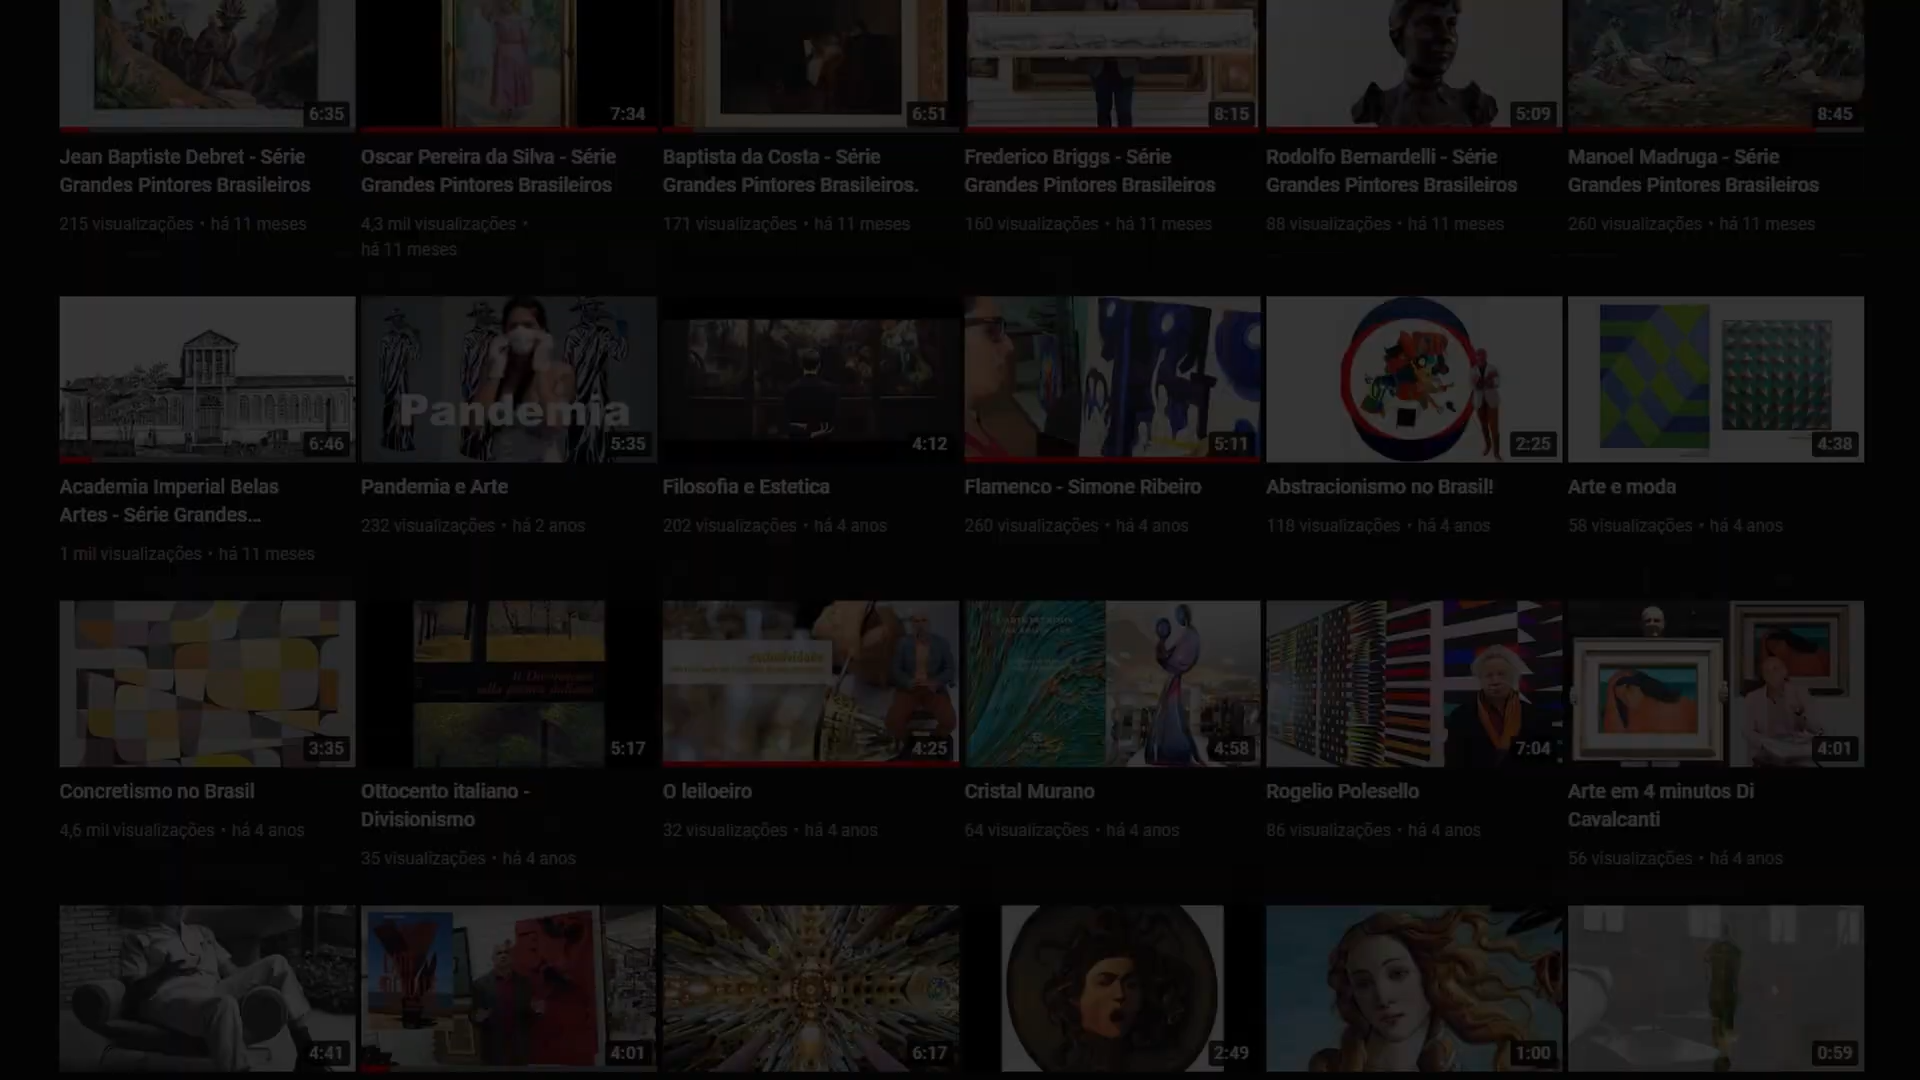 6:35
7:34
6:51
8:15
5:09
8:45
Jean Baptiste Debret - Série
Grandes Pintores Brasileiros
215 visualizações • há 11 meses
Oscar Pereira da Silva - Série
Grandes Pintores Brasileiros
4,3 mil visualizações •
há 11 meses
Baptista da Costa - Série
Grandes Pintores Brasileiros.
171 visualizações • há 11 meses
Frederico Briggs - Série
Grandes Pintores Brasileiros
160 visualizações • há 11 meses
Rodolfo Bernardelli - Série
Grandes Pintores Brasileiros
88 visualizações • há 11 meses
Manoel Madruga - Série
Grandes Pintores Brasileiros
260 visualizações • há 11 meses
6:46
Pandemia
5:35
4:12
5:11
2:25
4:38
Academia Imperial Belas
Artes - Série Grandes...
1 mil visualizações • há 11 meses
Pandemia e Arte
232 visualizações • há 2 anos
Filosofia e Estetica
202 visualizações • há 4 anos
Flamenco - Simone Ribeiro
260 visualizações • há 4 anos
Abstracionismo no Brasil!
118 visualizações • há 4 anos
Arte e moda
58 visualizações • há 4 anos
3:35
5:17
4:25
4:58
7:04
4:01
Concretismo no Brasil
4,6 mil visualizações • há 4 anos
Ottocento italiano -
Divisionismo
35 visualizações • há 4 anos
O leiloeiro
32 visualizações • há 4 anos
Cristal Murano
64 visualizações • há 4 anos
Rogelio Polesello
86 visualizações • há 4 anos
Arte em 4 minutos Di
Cavalcanti
56 visualizações • há 4 anos
4:41
4:01
6:17
2:49
1:00
0:59